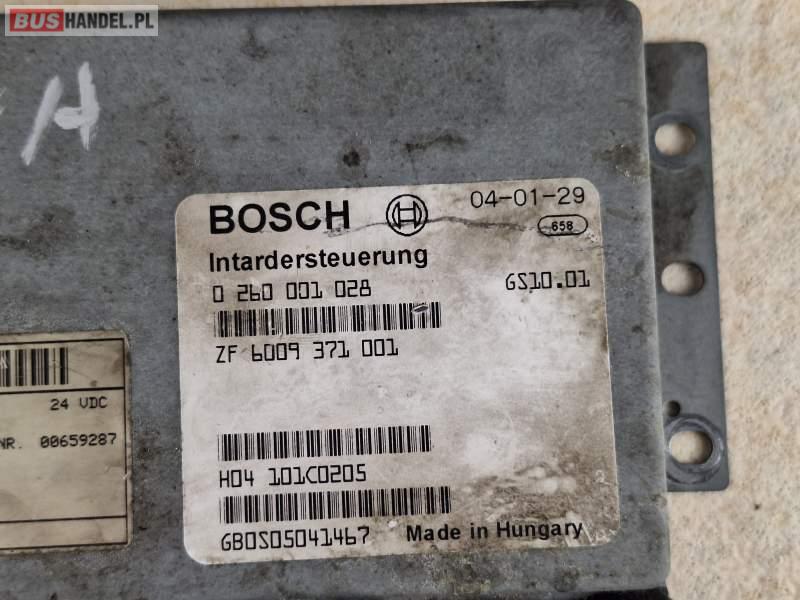 BUSHANDEL.PL
H
BOSCH
04-01-29
658
Intardersteuerung
0 260 001 028
GS10.01
ZF 6009 371 001
24 VDC
NR. 00659287
H04 101C0205
GB0S05041467
Made in Hungary